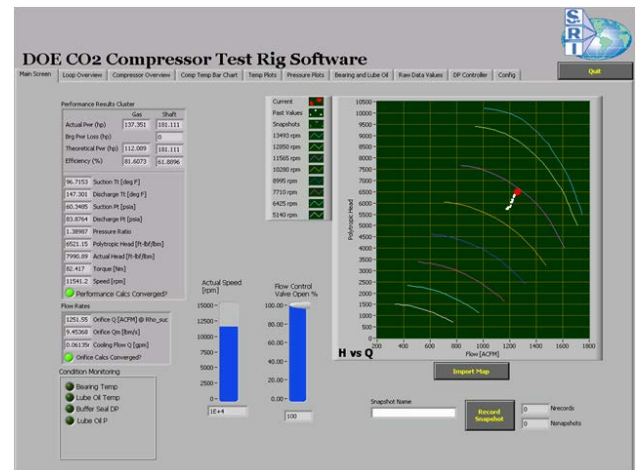 S
R
I
DOE CO2 Compressor Test Rig Software
Main Screen Loop Overview Compressor Overview Comp Temp Bar Chart Temp Plots Pressure Plots Bearing and Lube Oil Raw Data Values DP Controller Config
Quit
Performance Results Cluster
Gas Shaft
Actual Pwr (hp) 137.351 181.111
Brg Pwr Loss (hp) 0
Theoretical Pwr (hp) 112.089 181.111
Efficiency (%) 81.6073 61.8896
96.7153 Suction Tt [deg F]
147.301 Discharge Tt [deg F]
60.3485 Suction Pt [psia]
83.8764 Discharge Pt [psia]
1.38987 Pressure Ratio
6521.15 Polytropic Head [ft-lbf/lbm]
7990.89 Actual Head [ft-lbf/lbm]
82.417 Torque [Nm]
11541.2 Speed [rpm]
Performance Calcs Converged?
Flow Rates
1251.55 Orifice Q [ACFM] @ Rho_suc
9.45368 Orifice Qm [lbm/s]
Cooling Flow Q [gpm]
Orifice Calcs Converged?
Condition Monitoring
Bearing Temp
Lube Oil Temp
Buffer Seal DP
Lube Oil P
Actual Speed
[rpm]
15000
12500
10000
7500
5000
2500
0
1E+4
Flow Control
Valve Open %
100.00
80.00
60.00
40.00
20.00
0.00
100
Current
Past Values
Snapshots
13493 rpm
12850 rpm
11565 rpm
10280 rpm
8995 rpm
7710 rpm
6425 rpm
5140 rpm
Polytropic Head
10500
10000
9500
9000
8500
8000
7500
7000
6500
6000
5500
5000
4500
4000
3500
3000
2500
2000
1500
1000
500
0
200 400 600 800 1000 1200 1400 1600 1800
H vs Q
Flow [ACFM]
Import Map
Snapshot Name
Record
Snapshot
0 Nrecords
0 Nsnapshots